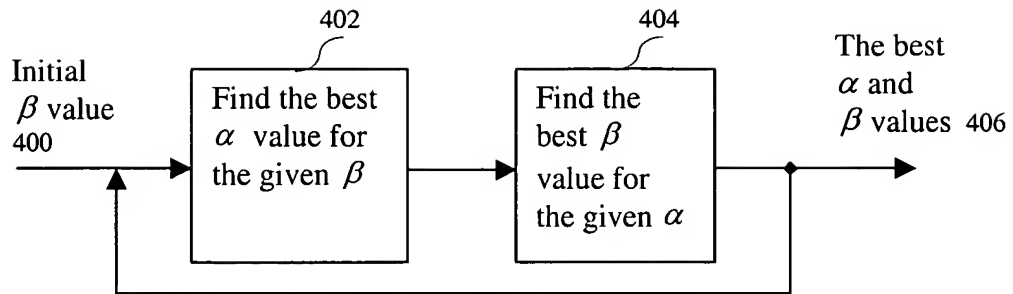 402
404
Initial
β value
400
Find the best
α value for
the given β
Find the
best β
value for
the given α
The best
α and
β values 406